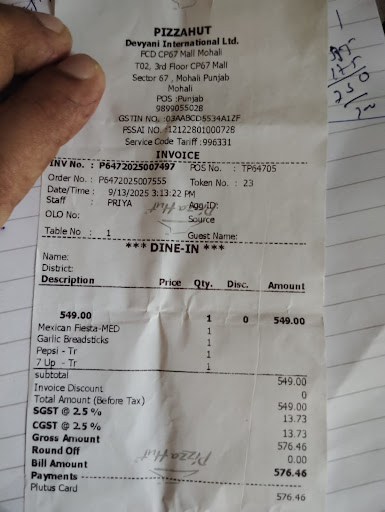 PIZZAHUT
Devyani International Ltd.
FCD CP67 Mall Mohali
T02, 3rd Floor CP67 Mall
Sector 67 , Mohali Punjab
Mohali
POS :Punjab
9899055028
GSTIN NO. :03AABCD5534A1ZF
FSSAI NO. :12122801000728
Service Code Tariff :996331
INVOICE
INV No. : P6472025007497 POS No. : TP64705
Order No. : P6472025007555 Token No. : 23
Date/Time : 9/13/2025 3:13:22 PM
Staff : PRIYA Agg.ID:
OLD No: Source
Pizza Hut
Table No : 1 Guest Name:
*** DINE-IN ***
Name:
District:
Description Price Qty. Disc. Amount
549.00 1 0 549.00
Mexican Fiesta-MED 1
Garlic Breadsticks 1
Pepsi - Tr 1
7 Up - Tr 1
subtotal 549.00
Invoice Discount 0
Total Amount (Before Tax) 549.00
SGST @ 2.5 % 13.73
CGST @ 2.5 % 13.73
Gross Amount 576.46
Round Off 0.00
Pizza Hut
Bill Amount 576.46
Payments
Plutus Card 576.46